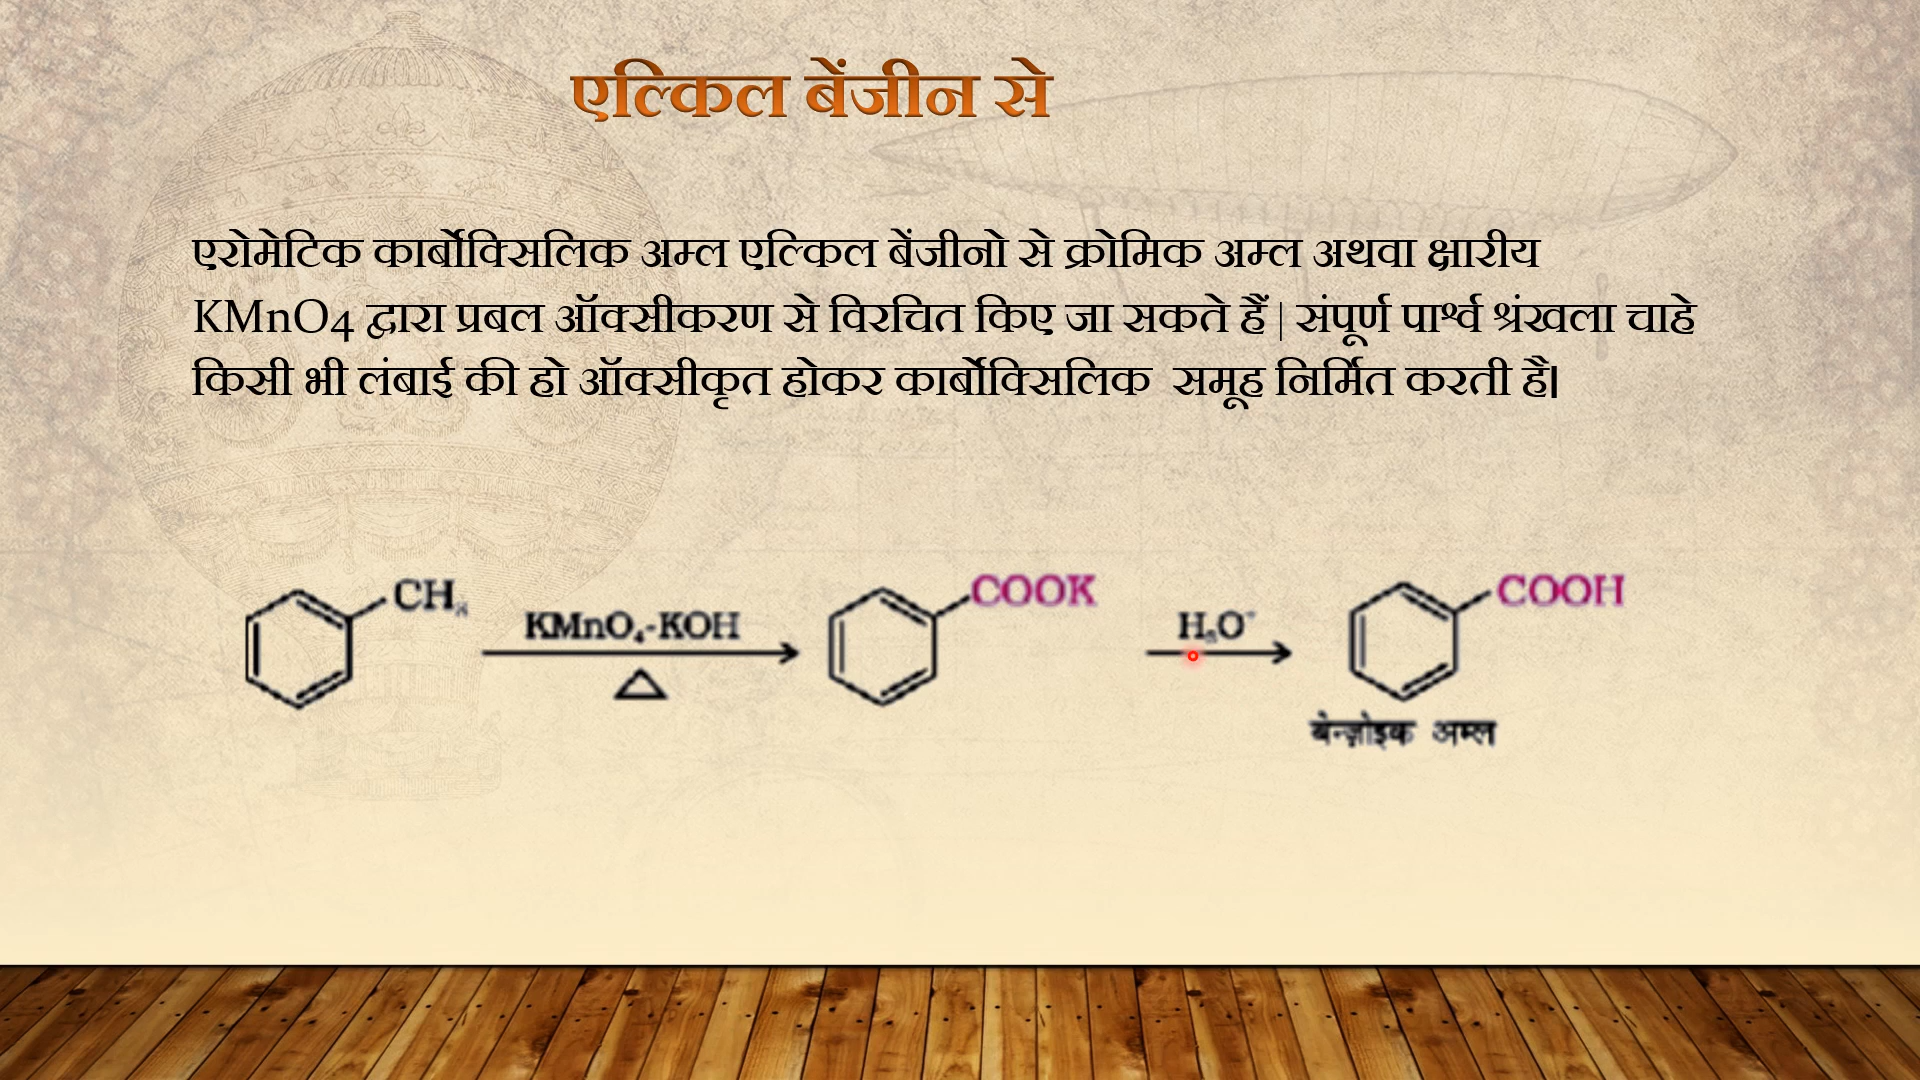 एल्किल बेंजीन से
एरोमेटिक कार्बोक्सिलिक अम्ल एल्किल बेंजीनो से क्रोमिक अम्ल अथवा क्षारीय
KMnO4 द्वारा प्रबल ऑक्सीकरण से विरचित किए जा सकते हैं | संपूर्ण पार्श्व श्रंखला चाहे
किसी भी लंबाई की हो ऑक्सीकृत होकर कार्बोक्सिलिक समूह निर्मित करती है।
CH₃ KMnO₄-KOH COOK H₃O⁺ COOH
△
बेन्ज़ोइक अम्ल